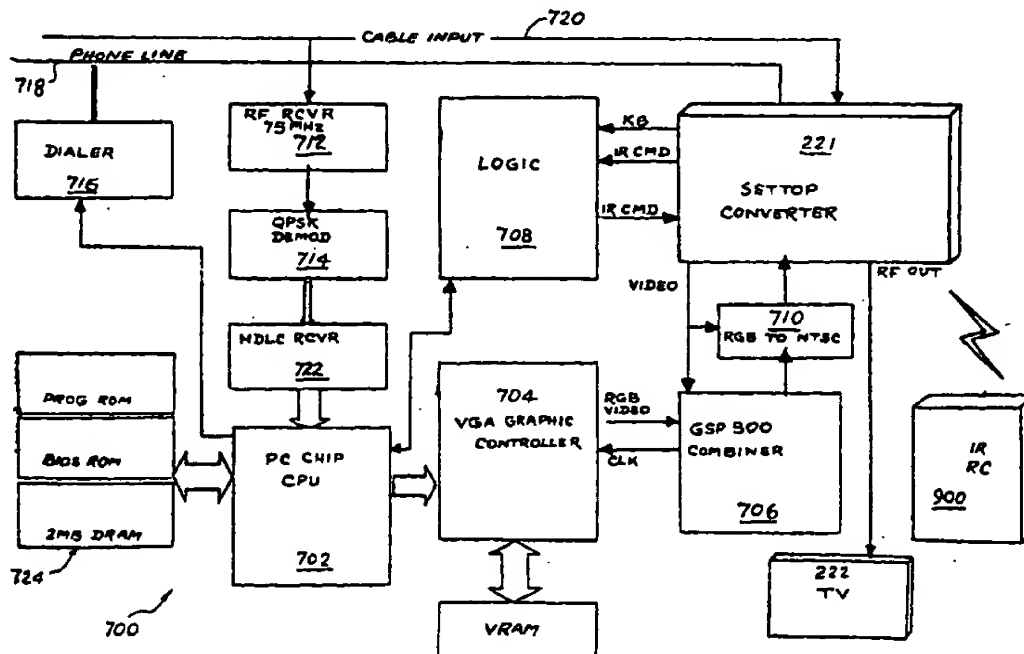 720
CABLE INPUT
PHONE LINE
718
DIALER
716
RF RCVR
75 MHz
712
QPSK
DEMOD
714
HDLC RCVR
722
LOGIC
708
KB
IR CMD
IR CMD
221
SETTOP
CONVERTER
VIDEO
RF OUT
710
RGB TO NTSC
PROG ROM
BIOS ROM
2MB DRAM
724
PC CHIP
CPU
702
704
VGA GRAPHIC
CONTROLLER
RGB
VIDEO
CLK
GSP 500
COMBINER
706
IR
RC
900
222
TV
VRAM
700